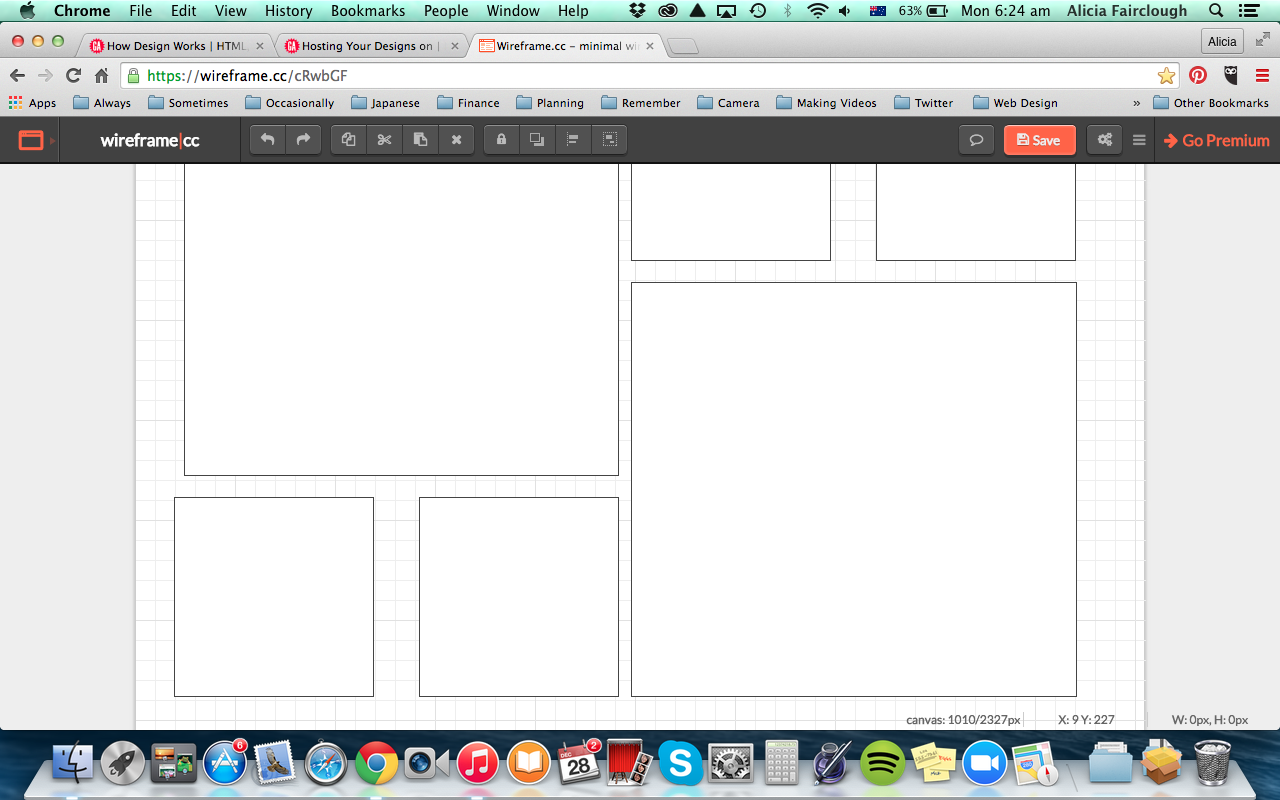 Chrome File Edit View History Bookmarks People Window Help 63% Mon 6:24 am Alicia Fairclough
How Design Works | HTML, Hosting Your Designs on | Wireframe.cc – minimal wi Alicia
https://wireframe.cc/cRwbGF
Apps Always Sometimes Occasionally Japanese Finance Planning Remember Camera Making Videos Twitter Web Design » Other Bookmarks
wireframe|cc Save Go Premium
canvas: 1010/2327px X: 9 Y: 227 W: 0px, H: 0px
6
DEC
28
2